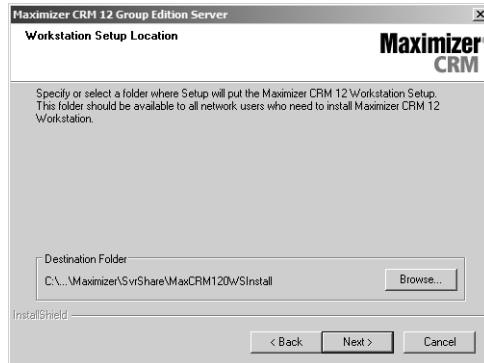 Maximizer CRM 12 Group Edition Server
Workstation Setup Location
Maximizer
CRM
Specify or select a folder where Setup will put the Maximizer CRM 12 Workstation Setup.
This folder should be available to all network users who need to install Maximizer CRM 12
Workstation.
Destination Folder
C:\...\Maximizer\SvrShare\MaxCRM120WSInstall
Browse...
InstallShield
< Back
Next >
Cancel